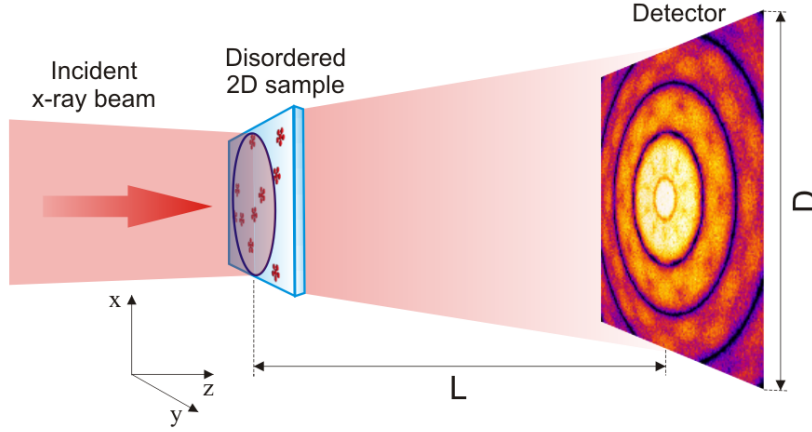 Detector
Disordered
2D sample
Incident
x-ray beam
D
x
z
y
L